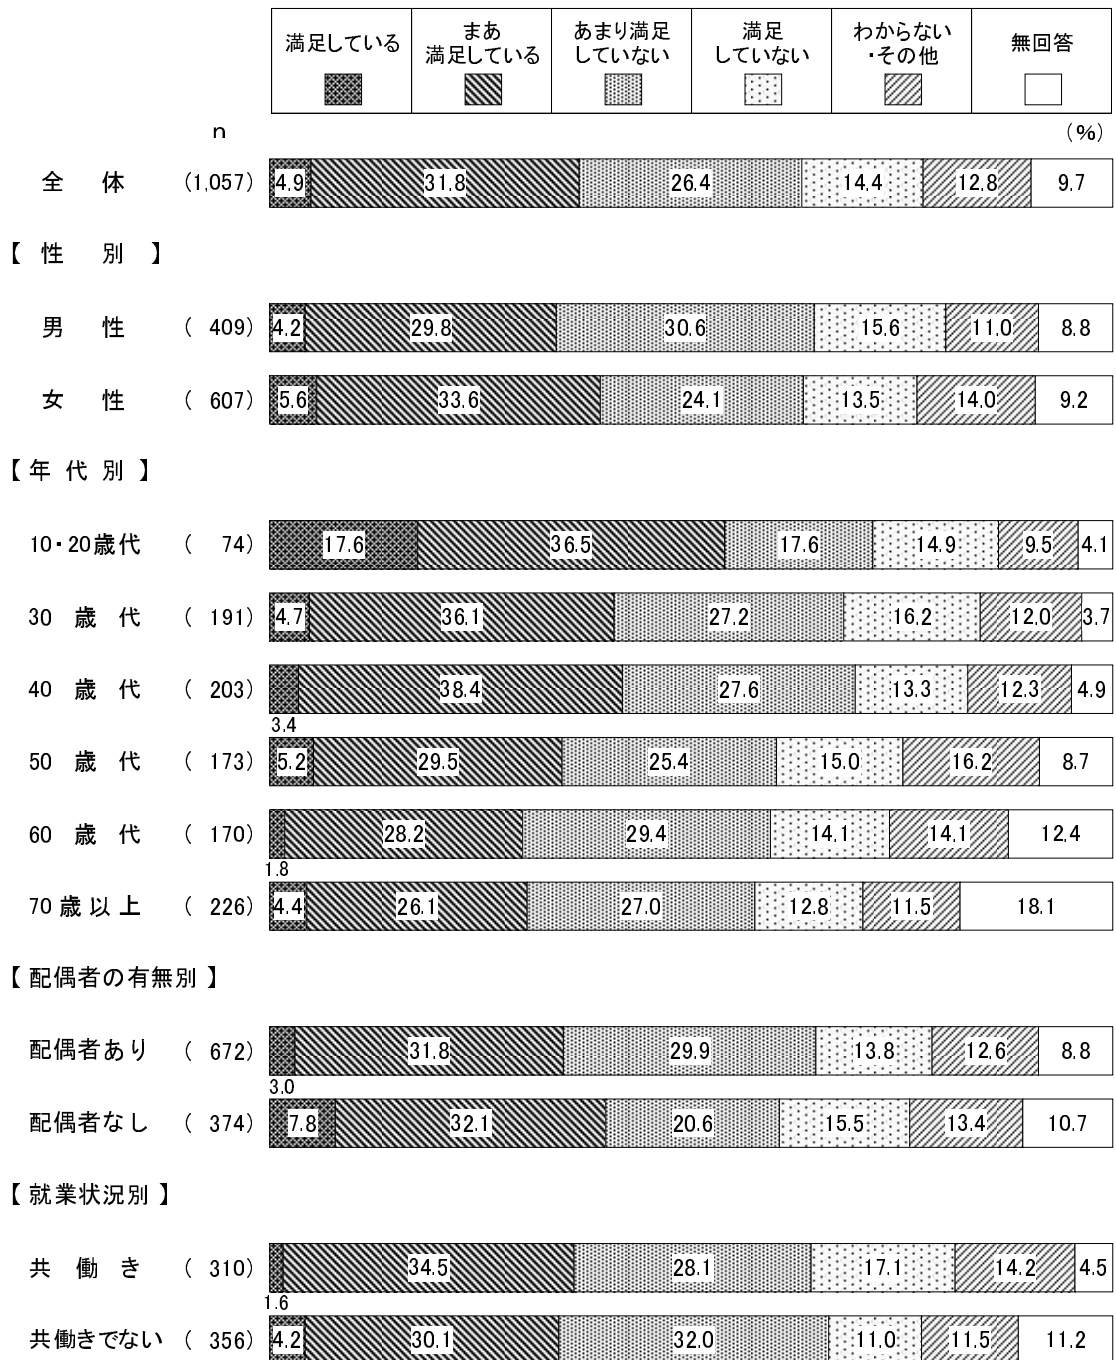 満足している
まあ
満足している
あまり満足
していない
満足
していない
わからない
・その他
無回答
n
(%)
全 体 (1,057) 4.9 31.8 26.4 14.4 12.8 9.7
【 性 別 】
男 性 ( 409) 4.2 29.8 30.6 15.6 11.0 8.8
女 性 ( 607) 5.6 33.6 24.1 13.5 14.0 9.2
【 年 代 別 】
10・20歳代 ( 74) 17.6 36.5 17.6 14.9 9.5 4.1
30 歳 代 ( 191) 4.7 36.1 27.2 16.2 12.0 3.7
40 歳 代 ( 203) 38.4 27.6 13.3 12.3 4.9
3.4
50 歳 代 ( 173) 5.2 29.5 25.4 15.0 16.2 8.7
60 歳 代 ( 170) 28.2 29.4 14.1 14.1 12.4
1.8
70 歳 以 上 ( 226) 4.4 26.1 27.0 12.8 11.5 18.1
【 配偶者の有無別 】
配偶者あり ( 672) 31.8 29.9 13.8 12.6 8.8
3.0
配偶者なし ( 374) 7.8 32.1 20.6 15.5 13.4 10.7
【 就業状況別 】
共 働 き ( 310) 34.5 28.1 17.1 14.2 4.5
1.6
共働きでない ( 356) 4.2 30.1 32.0 11.0 11.5 11.2